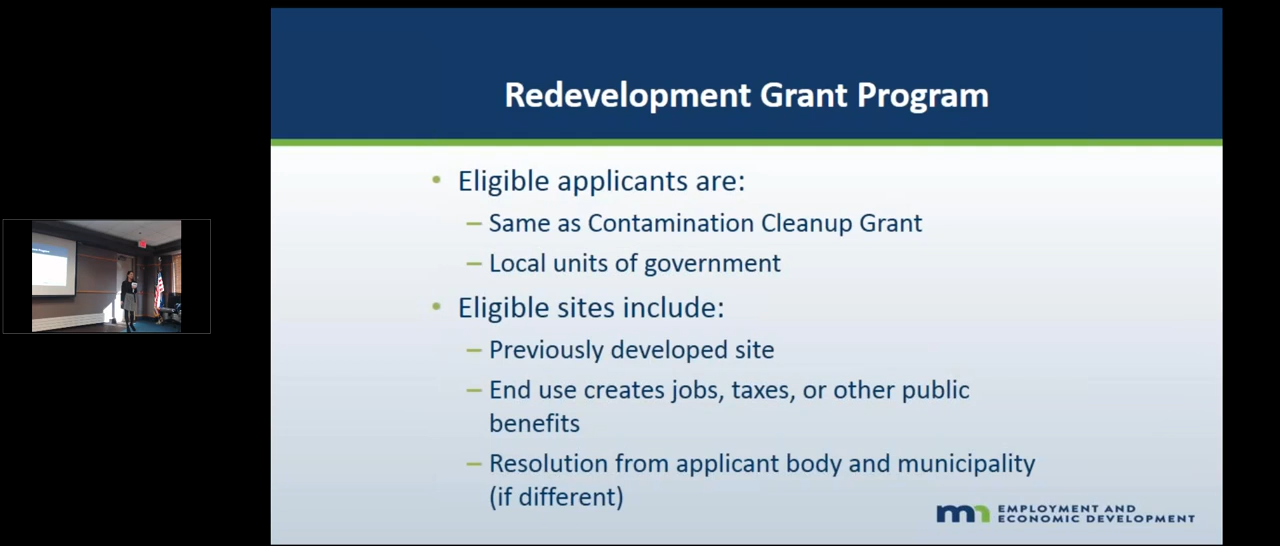 Redevelopment Grant Program
• Eligible applicants are:
– Same as Contamination Cleanup Grant
– Local units of government
• Eligible sites include:
– Previously developed site
– End use creates jobs, taxes, or other public
benefits
– Resolution from applicant body and municipality
(if different)
mn EMPLOYMENT AND
ECONOMIC DEVELOPMENT